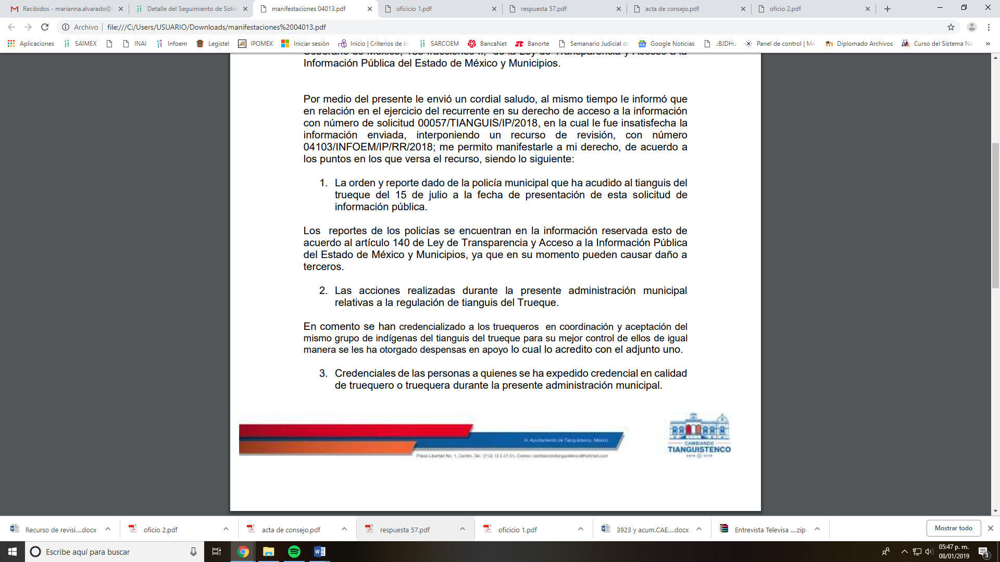 Recibidos - marianna.alvarado@i
Detalle del Seguimiento de Solici
manifestaciones 04013.pdf
oficicio 1.pdf
respuesta 57.pdf
acta de consejo.pdf
oficio 2.pdf
Archivo
file:///C:/Users/USUARIO/Downloads/manifestaciones%2004013.pdf
Aplicaciones
SAIMEX
INAI
Infoem
Legistel
IPOMEX
Iniciar sesión
Inicio | Criterios de In
SARCOEM
BancaNet
Banorte
Semanario Judicial de
Google Noticias
.:BJDH:.
Panel de control | Mé
Diplomado Archivos
Curso del Sistema Na
»
Soberano de México, 188 fracciones II, de la Ley de Transparencia y Acceso a la
Información Pública del Estado de México y Municipios.
Por medio del presente le envió un cordial saludo, al mismo tiempo le informó que
en relación en el ejercicio del recurrente en su derecho de acceso a la información
con número de solicitud 00057/TIANGUIS/IP/2018, en la cual le fue insatisfecha la
información enviada, interponiendo un recurso de revisión, con número
04103/INFOEM/IP/RR/2018; me permito manifestarle a mi derecho, de acuerdo a
los puntos en los que versa el recurso, siendo lo siguiente:
1. La orden y reporte dado de la policía municipal que ha acudido al tianguis del
trueque del 15 de julio a la fecha de presentación de esta solicitud de
información pública.
Los reportes de los policías se encuentran en la información reservada esto de
acuerdo al artículo 140 de Ley de Transparencia y Acceso a la Información Pública
del Estado de México y Municipios, ya que en su momento pueden causar daño a
terceros.
2. Las acciones realizadas durante la presente administración municipal
relativas a la regulación de tianguis del Trueque.
En comento se han credencializado a los truequeros en coordinación y aceptación del
mismo grupo de indígenas del tianguis del trueque para su mejor control de ellos de igual
manera se les ha otorgado despensas en apoyo lo cual lo acredito con el adjunto uno.
3. Credenciales de las personas a quienes se ha expedido credencial en calidad
de truequero o truequera durante la presente administración municipal.
H. Ayuntamiento de Tianguistenco, México
Plaza Libertad No. 1, Centro, Tel.: (713) 13 5 21 01, Correo: cambiandotianguistenco@hotmail.com
CAMBIANDO
TIANGUISTENCO
Recurso de revisi....docx
oficio 2.pdf
acta de consejo.pdf
respuesta 57.pdf
oficicio 1.pdf
3923 y acum.CAE....docx
Entrevista Televisa ....zip
Mostrar todo
Escribe aquí para buscar
05:47 p. m.
08/01/2019
3